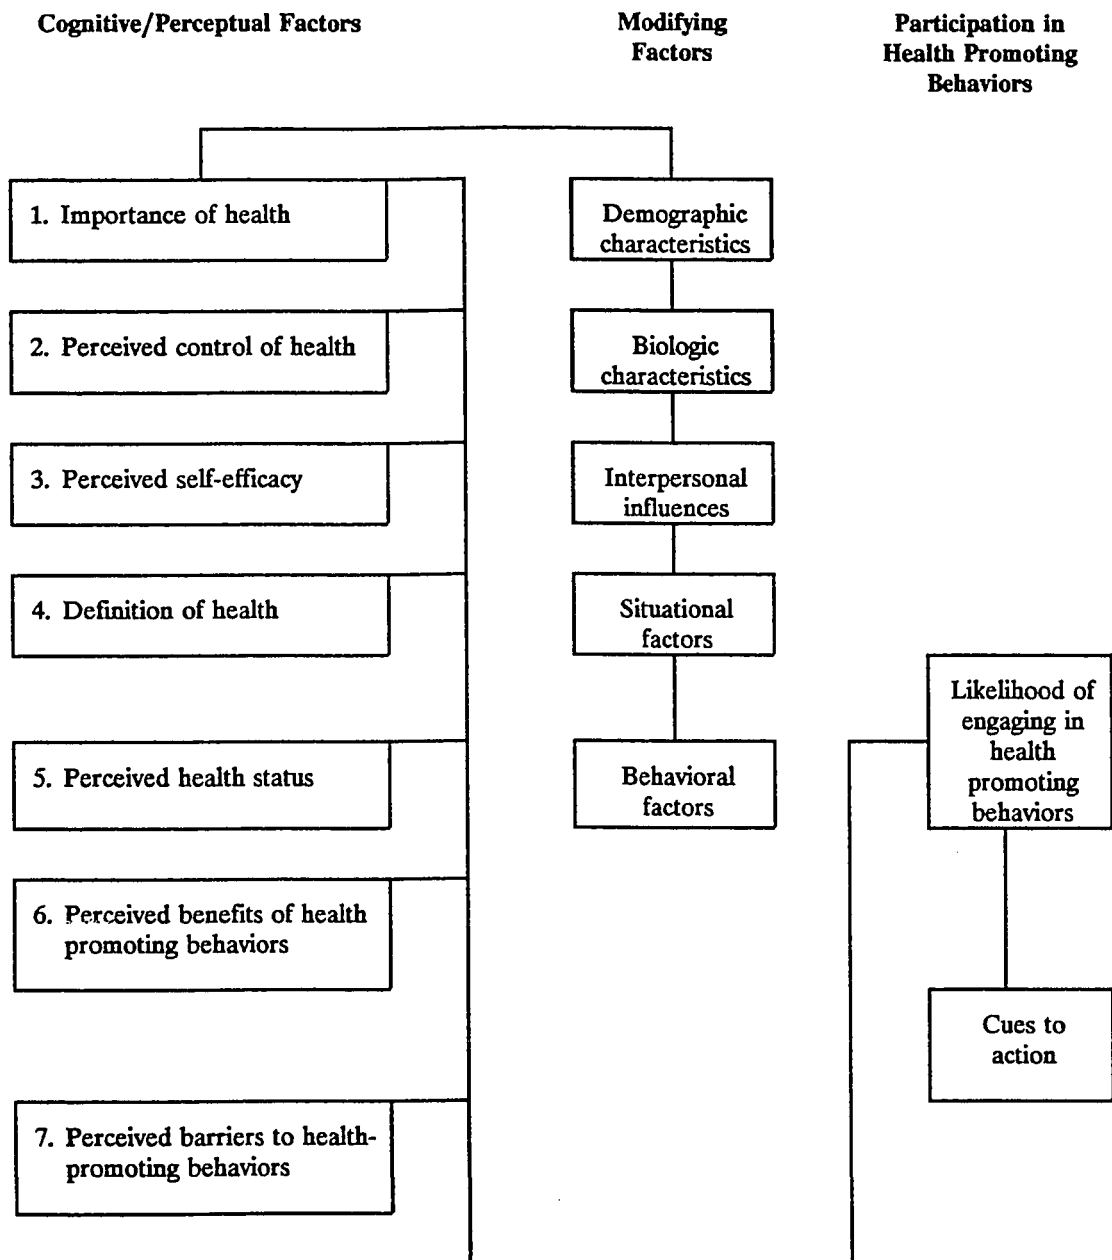 Cognitive/Perceptual Factors
Modifying
Factors
Participation in
Health Promoting
Behaviors
1. Importance of health
2. Perceived control of health
3. Perceived self-efficacy
4. Definition of health
5. Perceived health status
6. Perceived benefits of health
promoting behaviors
7. Perceived barriers to health-
promoting behaviors
Demographic
characteristics
Biologic
characteristics
Interpersonal
influences
Situational
factors
Behavioral
factors
Likelihood of
engaging in
health
promoting
behaviors
Cues to
action